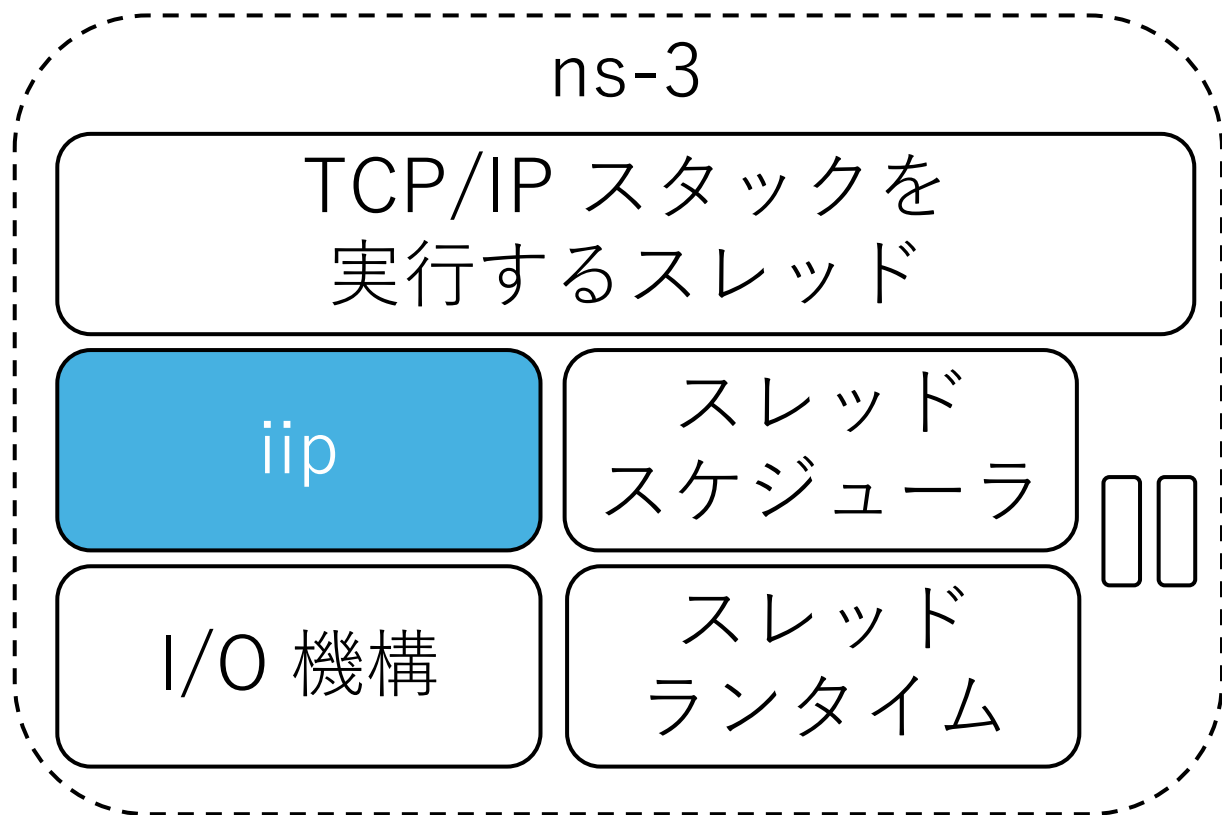 ns-3
TCP/IP スタックを
実行するスレッド
iip
スレッド
スケジューラ
I/O 機構
スレッド
ランタイム